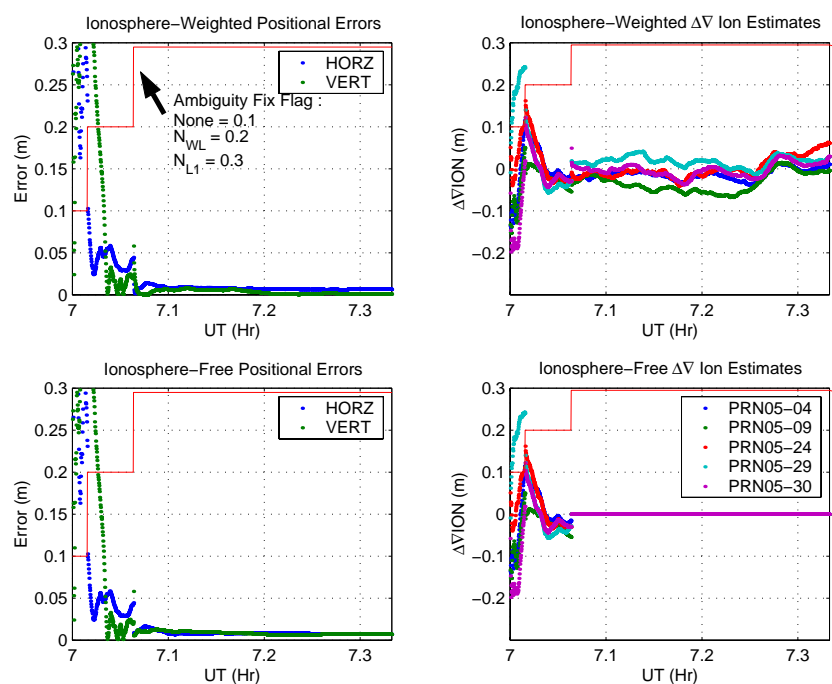 Ionosphere−Weighted Positional Errors
0.3
0.25
0.2
0.15
0.1
0.05
0
Error (m)
7
7.1
7.2
7.3
UT (Hr)
HORZ
VERT
Ambiguity Fix Flag :
None = 0.1
N_WL = 0.2
N_L1 = 0.3
Ionosphere−Weighted Δ∇ Ion Estimates
0.3
0.2
0.1
0
−0.1
−0.2
Δ∇ION (m)
7
7.1
7.2
7.3
UT (Hr)
Ionosphere−Free Positional Errors
0.3
0.25
0.2
0.15
0.1
0.05
0
Error (m)
7
7.1
7.2
7.3
UT (Hr)
HORZ
VERT
Ionosphere−Free Δ∇ Ion Estimates
0.3
0.2
0.1
0
−0.1
−0.2
Δ∇ION (m)
7
7.1
7.2
7.3
UT (Hr)
PRN05−04
PRN05−09
PRN05−24
PRN05−29
PRN05−30